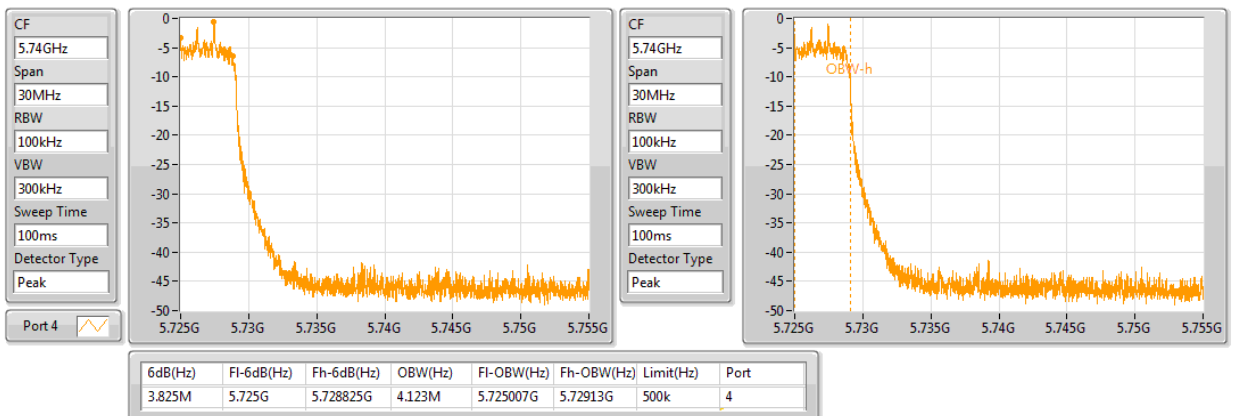 CF
5.74GHz
Span
30MHz
RBW
100kHz
VBW
300kHz
Sweep Time
100ms
Detector Type
Peak
Port 4
0
-5
-10
-15
-20
-25
-30
-35
-40
-45
-50
5.725G 5.73G 5.735G 5.74G 5.745G 5.75G 5.755G
CF
5.74GHz
Span
30MHz
RBW
100kHz
VBW
300kHz
Sweep Time
100ms
Detector Type
Peak
0
-5
-10
-15
-20
-25
-30
-35
-40
-45
-50
OBW-h
5.725G 5.73G 5.735G 5.74G 5.745G 5.75G 5.755G
6dB(Hz) Fl-6dB(Hz) Fh-6dB(Hz) OBW(Hz) Fl-OBW(Hz) Fh-OBW(Hz) Limit(Hz) Port
3.825M 5.725G 5.728825G 4.123M 5.725007G 5.72913G 500k 4